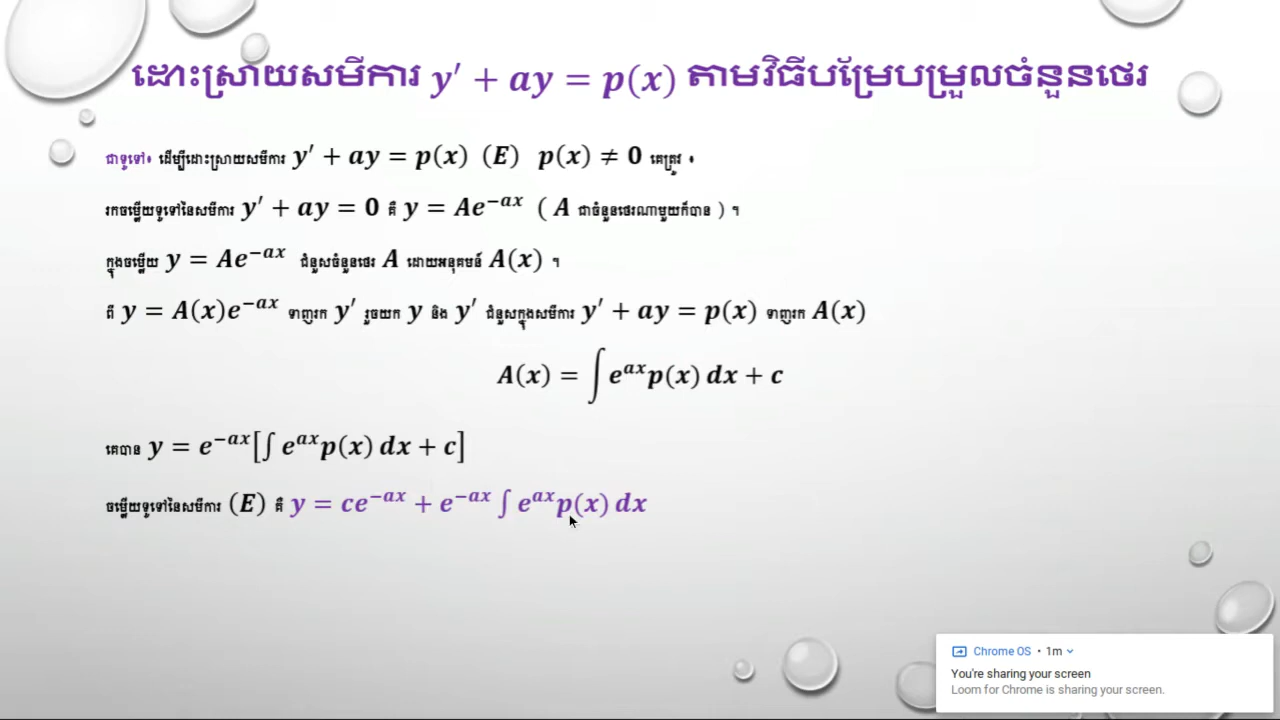 ដោះស្រាយសមីការ y′ + ay = p(x) តាមវិធីបម្រែបម្រួលចំនួនថេរ
ជាទូទៅ៖ ដើម្បីដោះស្រាយសមីការ y′ + ay = p(x) (E) p(x) ≠ 0 គេត្រូវ ៖
រកចម្លើយទូទៅនៃសមីការ y′ + ay = 0 គឺ y = Ae⁻ᵃˣ ( A ជាចំនួនថេរណាមួយក៏បាន ) ។
ក្នុងចម្លើយ y = Ae⁻ᵃˣ ជំនួសចំនួនថេរ A ដោយអនុគមន៍ A(x) ។
ពី y = A(x)e⁻ᵃˣ ទាញរក y′ រួចយក y និង y′ ជំនួសក្នុងសមីការ y′ + ay = p(x) ទាញរក A(x)
A(x) = ∫ eᵃˣp(x) dx + c
គេបាន y = e⁻ᵃˣ[∫ eᵃˣp(x) dx + c]
ចម្លើយទូទៅនៃសមីការ (E) គឺ y = ce⁻ᵃˣ + e⁻ᵃˣ ∫ eᵃˣp(x) dx
Chrome OS • 1m
You're sharing your screen
Loom for Chrome is sharing your screen.